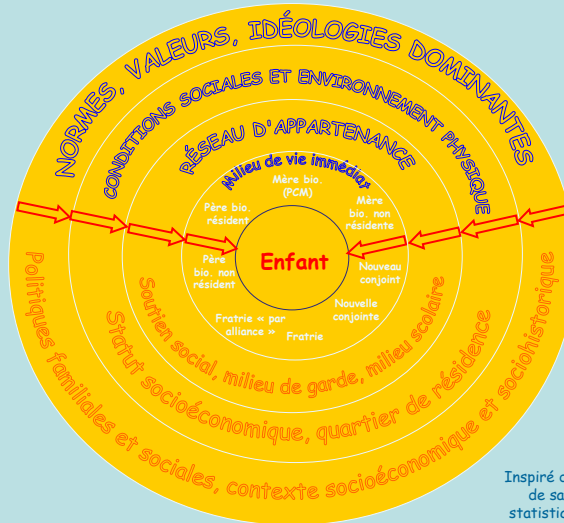 NORMES, VALEURS, IDÉOLOGIES DOMINANTES
CONDITIONS SOCIALES ET ENVIRONNEMENT PHYSIQUE
RÉSEAU D'APPARTENANCE
Milieu de vie immédiat
Mère bio.
(PCM)
Père bio.
résident
Mère
bio. non
résidente
Enfant
Père
bio. non
résident
Nouveau
conjoint
Nouvelle
conjointe
Fratrie « par
alliance »
Fratrie
Soutien social, milieu de garde, milieu scolaire
Statut socioéconomique, quartier de résidence
Politiques familiales et sociales, contexte socioéconomique et sociohistorique
Inspiré
de
statistic